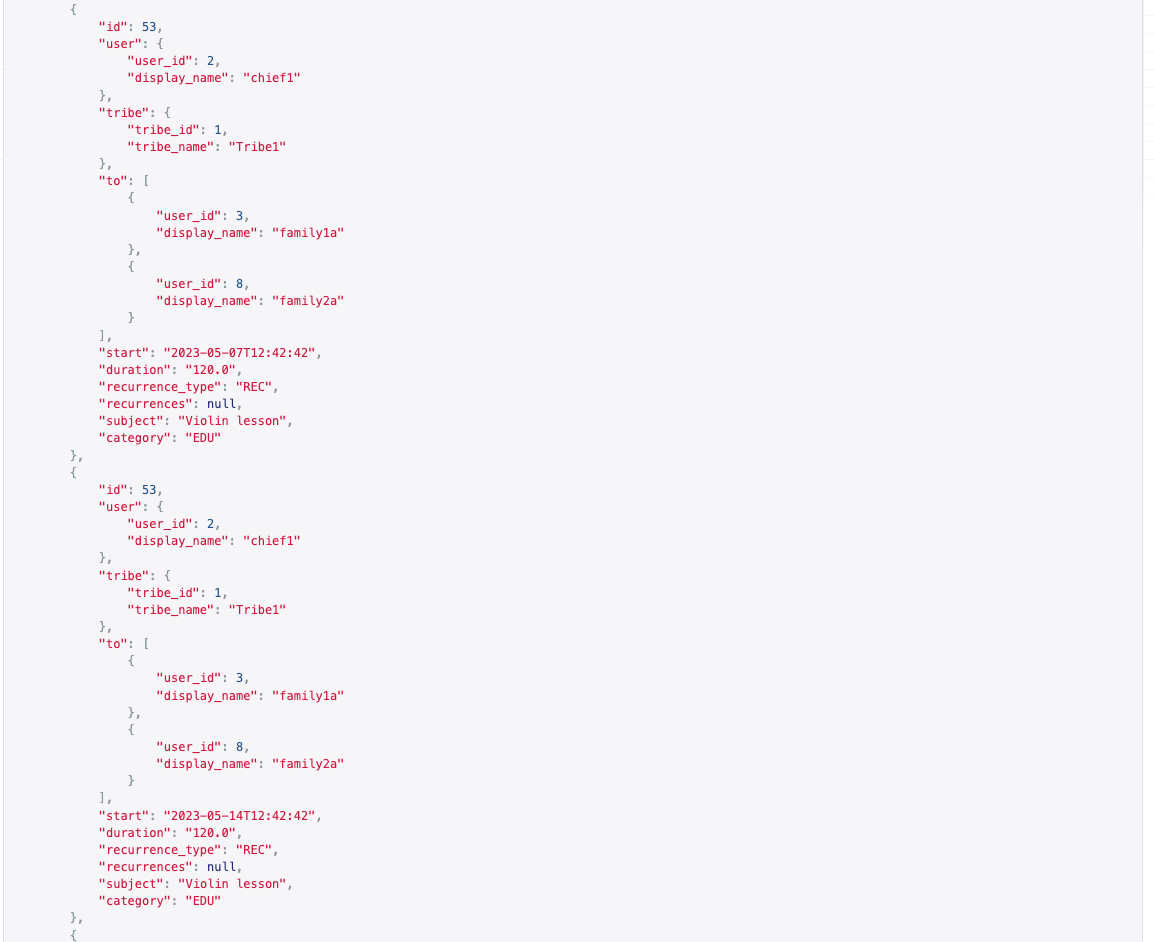 {
"id": 53,
"user": {
"user_id": 2,
"display_name": "chief1"
},
"tribe": {
"tribe_id": 1,
"tribe_name": "Tribe1"
},
"to": [
{
"user_id": 3,
"display_name": "family1a"
},
{
"user_id": 8,
"display_name": "family2a"
}
],
"start": "2023-05-07T12:42:42",
"duration": "120.0",
"recurrence_type": "REC",
"recurrences": null,
"subject": "Violin lesson",
"category": "EDU"
},
{
"id": 53,
"user": {
"user_id": 2,
"display_name": "chief1"
},
"tribe": {
"tribe_id": 1,
"tribe_name": "Tribe1"
},
"to": [
{
"user_id": 3,
"display_name": "family1a"
},
{
"user_id": 8,
"display_name": "family2a"
}
],
"start": "2023-05-14T12:42:42",
"duration": "120.0",
"recurrence_type": "REC",
"recurrences": null,
"subject": "Violin lesson",
"category": "EDU"
},
{